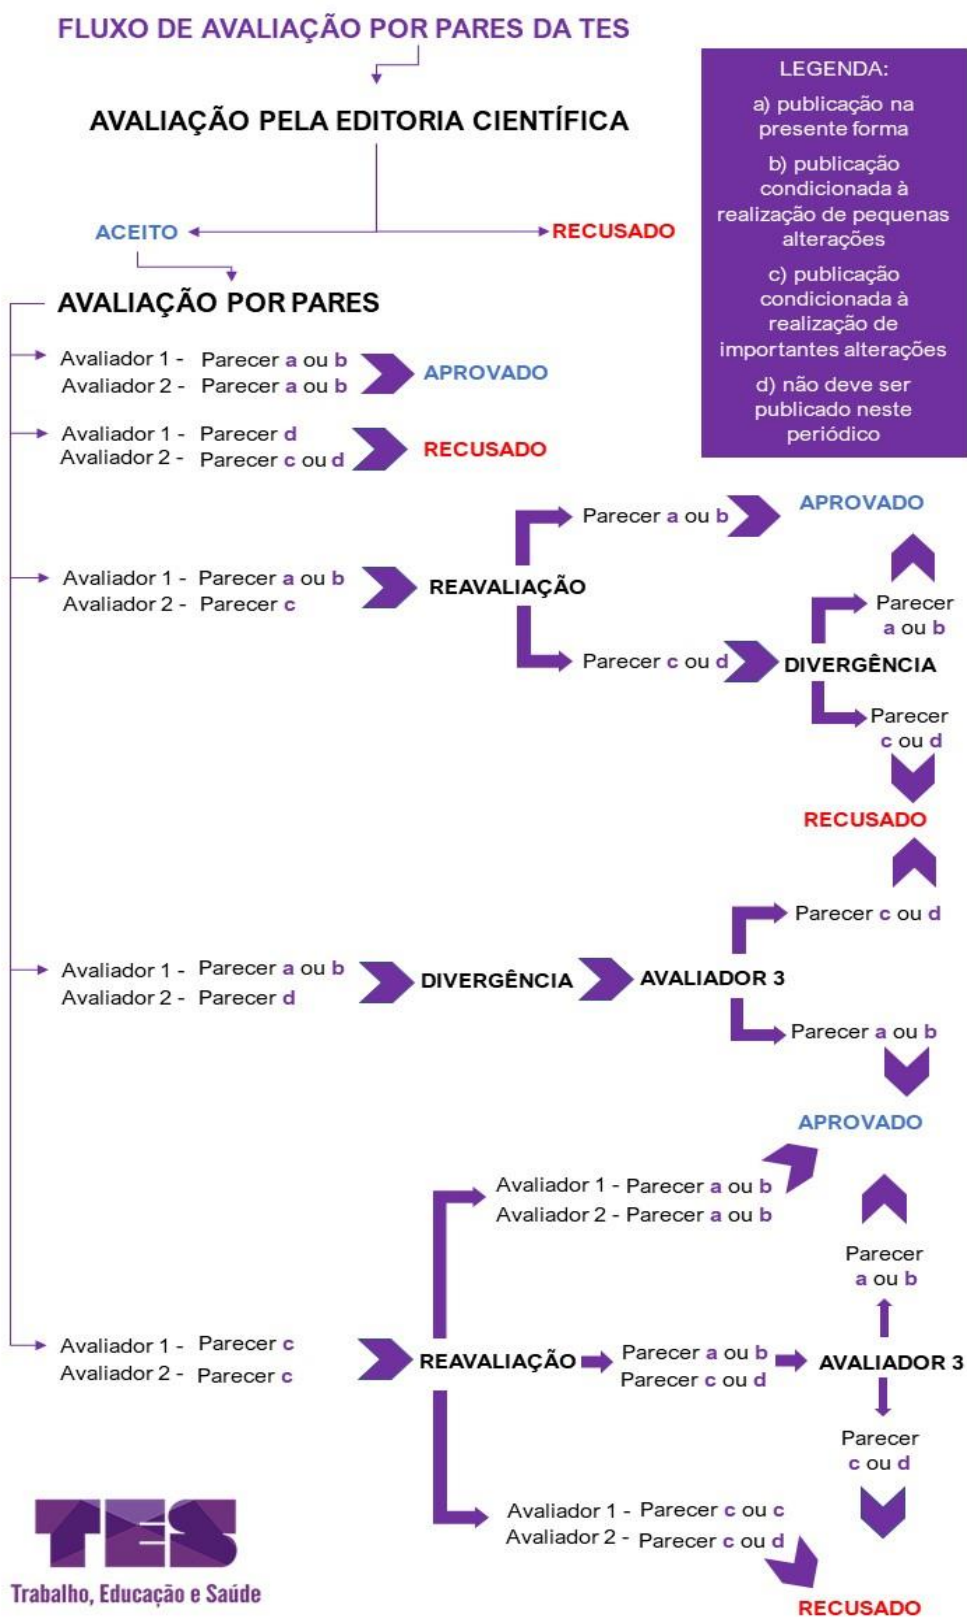 FLUXO DE AVALIAÇÃO POR PARES DA TES
AVALIAÇÃO PELA EDITORIA CIENTÍFICA
ACEITO
RECUSADO
LEGENDA:
a) publicação na
presente forma
b) publicação
condicionada à
realização de pequenas
alterações
c) publicação
condicionada à
realização de
importantes alterações
d) não deve ser
publicado neste
periódico
AVALIAÇÃO POR PARES
Avaliador 1 - Parecer a ou b
Avaliador 2 - Parecer a ou b
APROVADO
Avaliador 1 - Parecer d
Avaliador 2 - Parecer c ou d
RECUSADO
Avaliador 1 - Parecer a ou b
Avaliador 2 - Parecer c
REAVALIAÇÃO
Parecer a ou b
APROVADO
Parecer c ou d
DIVERGÊNCIA
Parecer
a ou b
Parecer
c ou d
RECUSADO
Avaliador 1 - Parecer a ou b
Avaliador 2 - Parecer d
DIVERGÊNCIA
AVALIADOR 3
Parecer c ou d
Parecer a ou b
APROVADO
Avaliador 1 - Parecer c
Avaliador 2 - Parecer c
REAVALIAÇÃO
Avaliador 1 - Parecer a ou b
Avaliador 2 - Parecer a ou b
Parecer a ou b
Parecer c ou d
AVALIADOR 3
Parecer
a ou b
Parecer
c ou d
Avaliador 1 - Parecer c ou c
Avaliador 2 - Parecer c ou d
RECUSADO
TES
Trabalho, Educação e Saúde